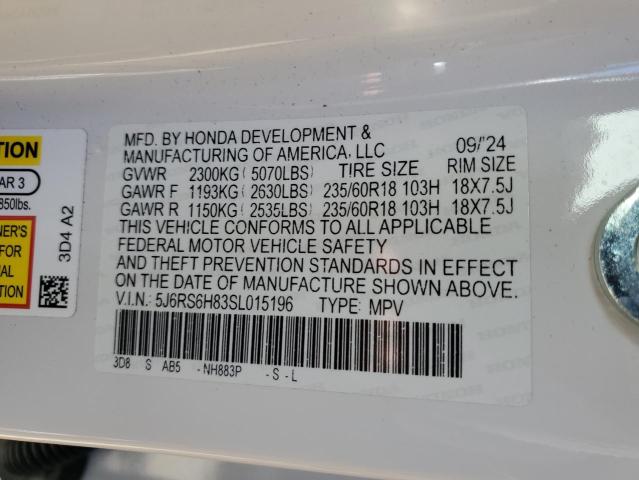 TION
AR 3
850lbs.
NER'S
FOR
AL
TION
3D4 A2
MFD. BY HONDA DEVELOPMENT &
MANUFACTURING OF AMERICA, LLC 09/'24
GVWR 2300KG( 5070LBS) TIRE SIZE RIM SIZE
GAWR F 1193KG( 2630LBS) 235/60R18 103H 18X7.5J
GAWR R 1150KG( 2535LBS) 235/60R18 103H 18X7.5J
THIS VEHICLE CONFORMS TO ALL APPLICABLE
FEDERAL MOTOR VEHICLE SAFETY
AND THEFT PREVENTION STANDARDS IN EFFECT
ON THE DATE OF MANUFACTURE SHOWN ABOVE.
V.I.N.: 5J6RS6H83SL015196 TYPE: MPV
3D8 S AB5 -NH883P -S-L